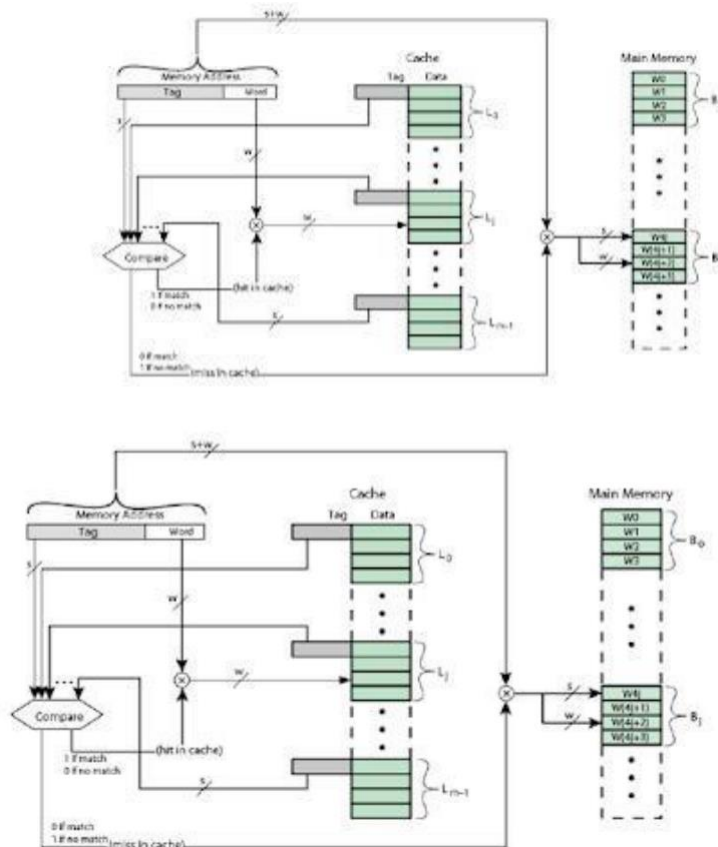 s+w
Cache
Main Memory
Memory Address
Tag Data
Tag Word
W0
W1
W2
W3
L0
B
s
w
w
Lj
W4j
W(4j+1)
W(4j+2)
W(4j+3)
s
w
B
Compare
(hit in cache)
1 if match
0 if no match
s
Lm-1
0 if match
1 if no match
(miss in cache)
s+w
Cache
Main Memory
Memory Address
Tag Data
Tag Word
W0
W1
W2
W3
L0
B0
s
w
w
Lj
W4j
W(4j+1)
W(4j+2)
W(4j+3)
s
w
Bj
Compare
(hit in cache)
1 if match
0 if no match
s
Lm-1
0 if match
1 if no match
(miss in cache)